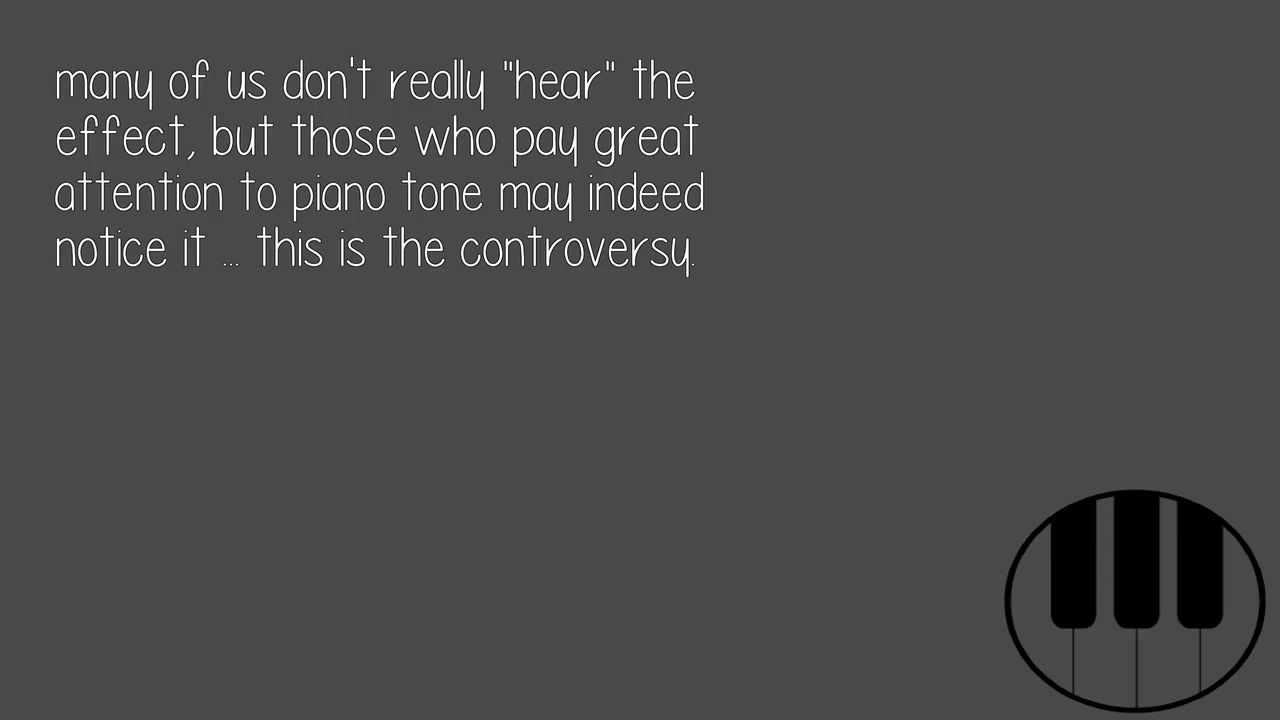 many of us don't really "hear" the
effect, but those who pay great
attention to piano tone may indeed
notice it ... this is the controversy.